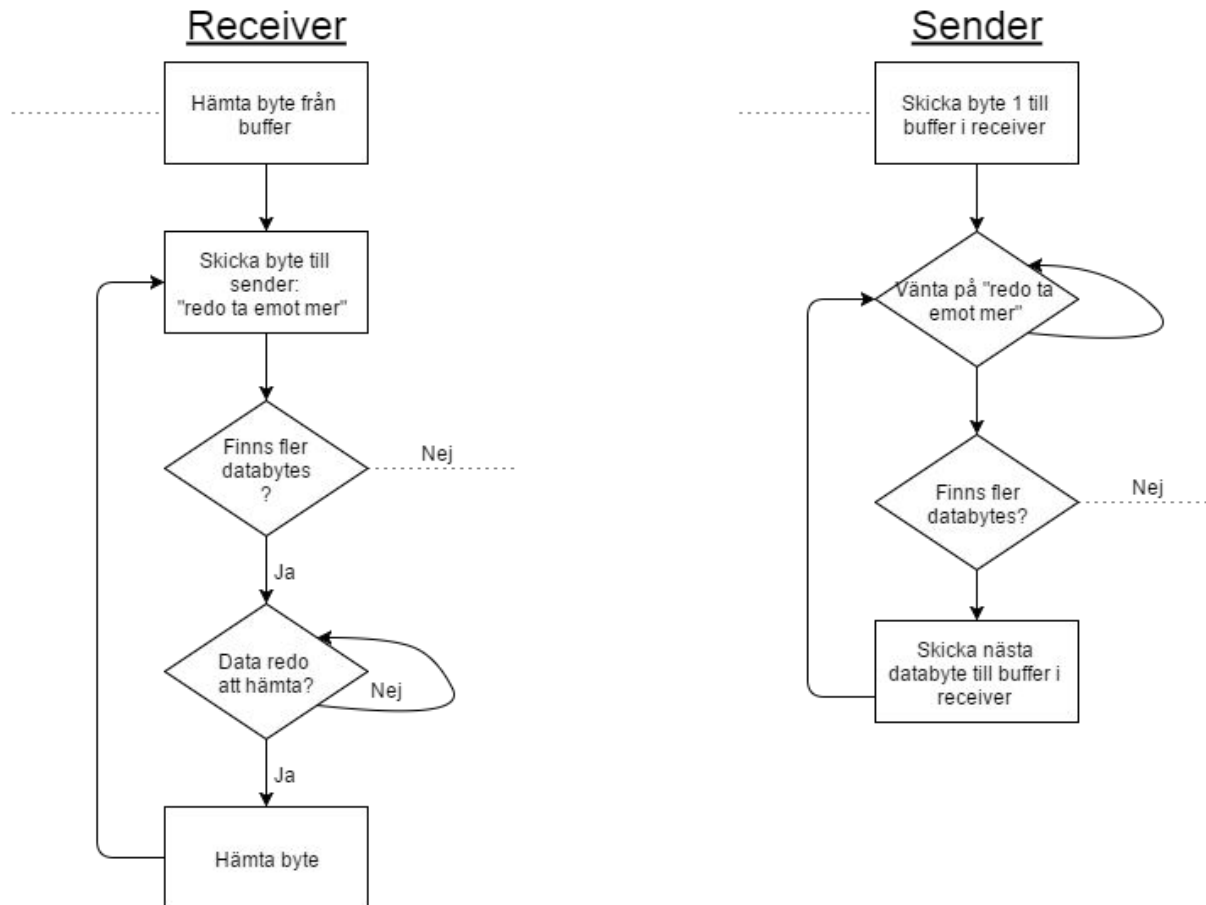 Receiver
Hämta byte från
buffer
Skicka byte till
sender:
"redo ta emot mer"
Finns fler
databytes
?
Nej
Ja
Data redo
att hämta?
Nej
Ja
Hämta byte
Sender
Skicka byte 1 till
buffer i receiver
Vänta på "redo ta
emot mer"
Finns fler
databytes?
Nej
Skicka nästa
databyte till buffer i
receiver